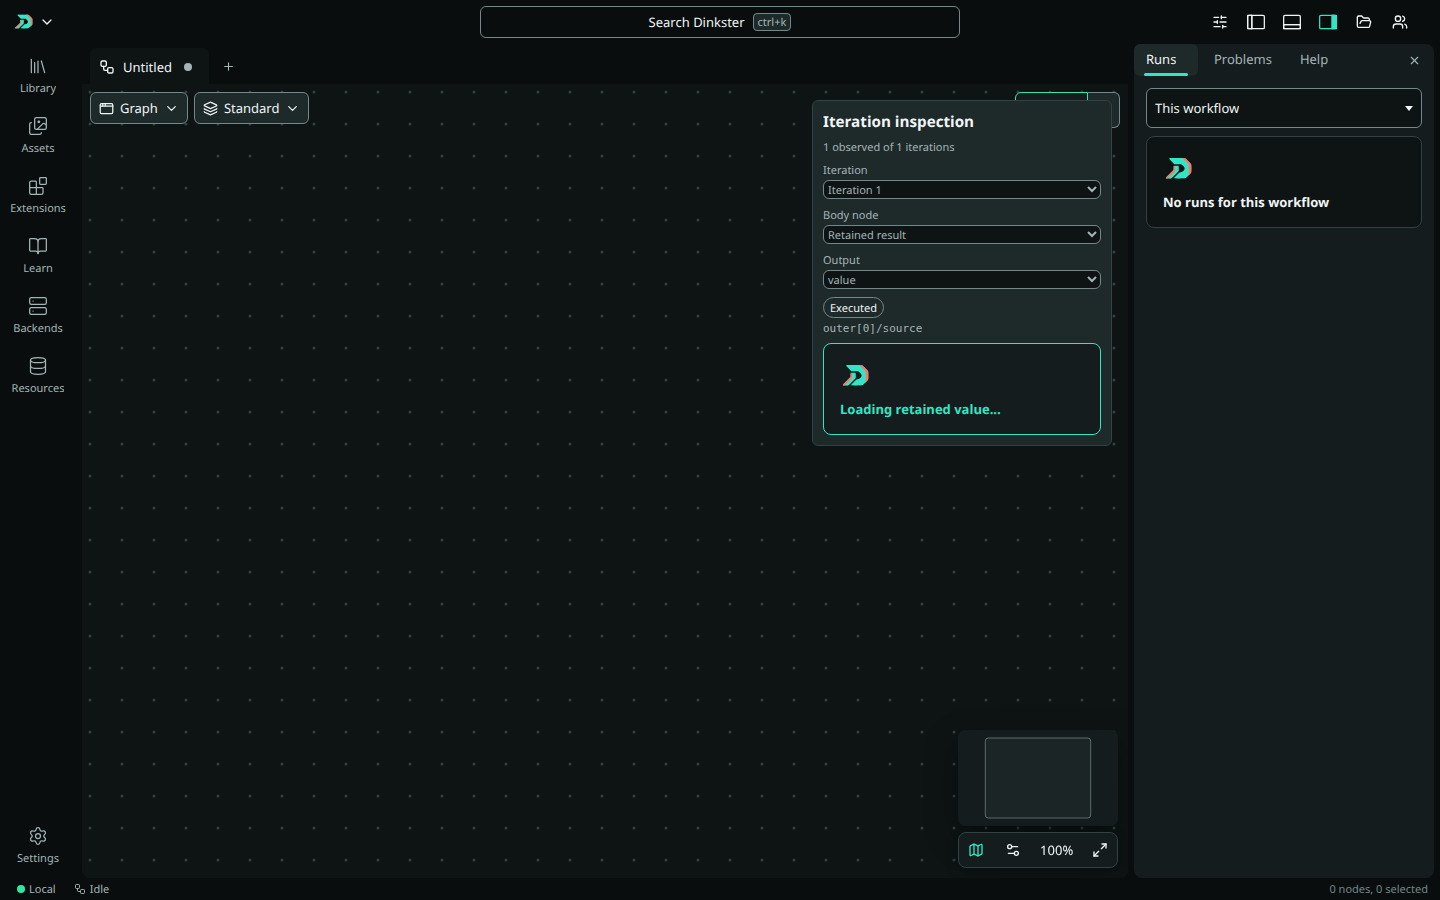 Search Dinkster ctrl+k
Untitled
Graph
Standard
Library
Assets
Extensions
Learn
Backends
Resources
Settings
Iteration inspection
1 observed of 1 iterations
Iteration
Iteration 1
Body node
Retained result
Output
value
Executed
outer[0]/source
Loading retained value...
100%
Runs Problems Help
This workflow
No runs for this workflow
Local Idle
0 nodes, 0 selected